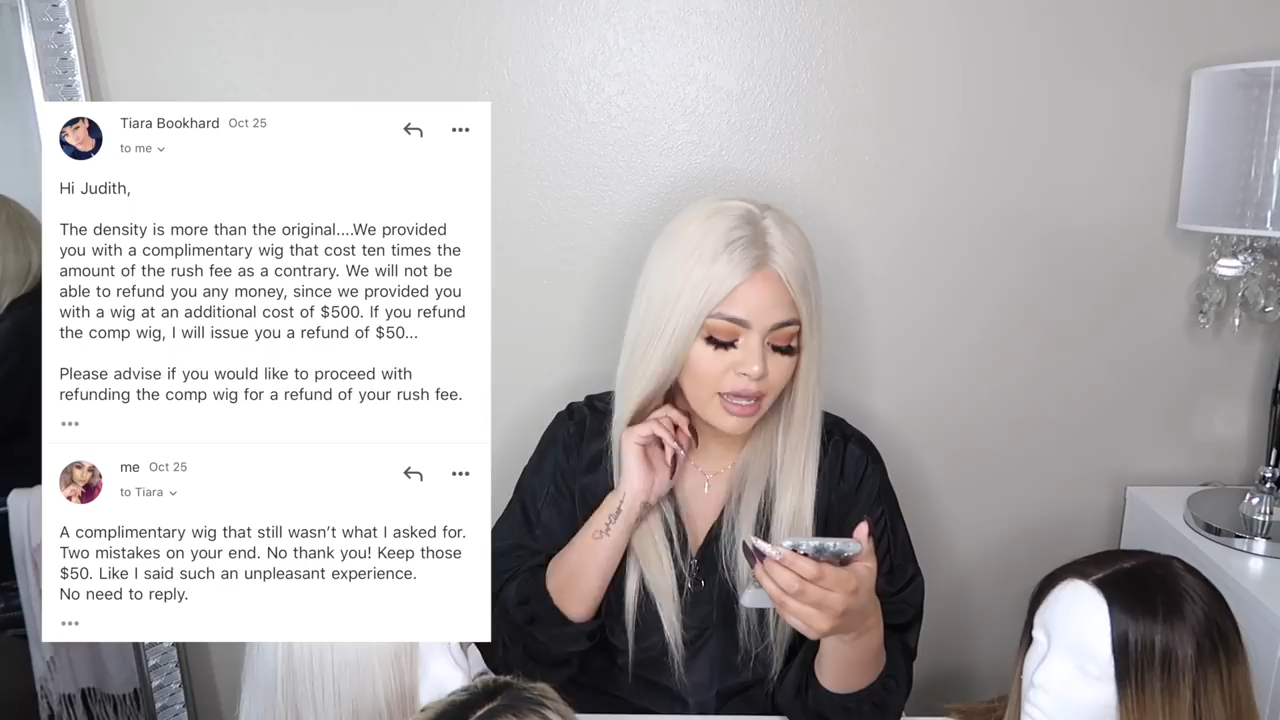 Tiara Bookhard Oct 25
to me
Hi Judith,
The density is more than the original....We provided
you with a complimentary wig that cost ten times the
amount of the rush fee as a contrary. We will not be
able to refund you any money, since we provided you
with a wig at an additional cost of $500. If you refund
the comp wig, I will issue you a refund of $50...
Please advise if you would like to proceed with
refunding the comp wig for a refund of your rush fee.
me Oct 25
to Tiara
A complimentary wig that still wasn't what I asked for.
Two mistakes on your end. No thank you! Keep those
$50. Like I said such an unpleasant experience.
No need to reply.